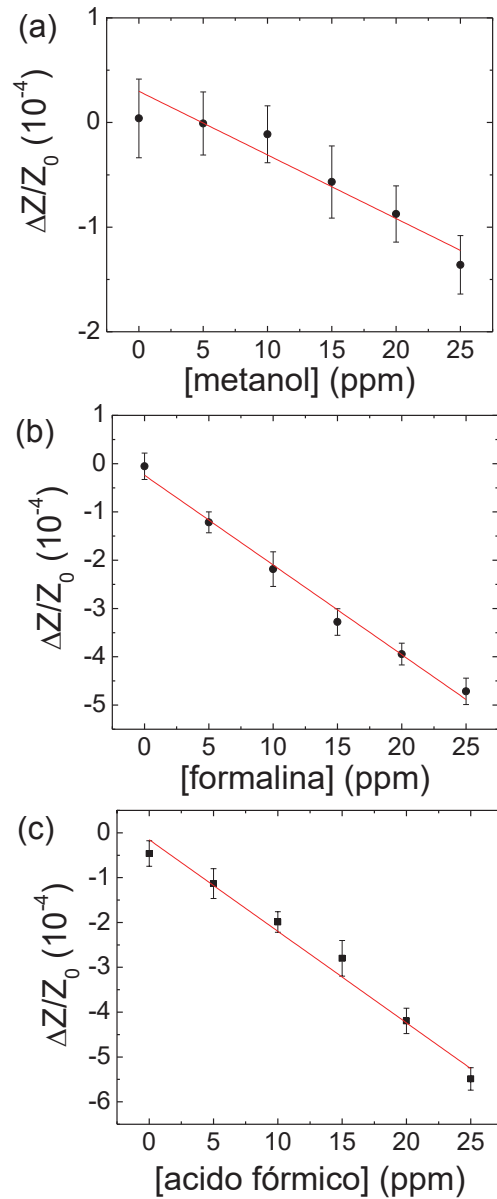 (a)
1
0
-1
-2
ΔZ/Z₀ (10⁻⁴)
0 5 10 15 20 25
[metanol] (ppm)
(b)
1
0
-1
-2
-3
-4
-5
ΔZ/Z₀ (10⁻⁴)
0 5 10 15 20 25
[formalina] (ppm)
(c)
0
-1
-2
-3
-4
-5
-6
ΔZ/Z₀ (10⁻⁴)
0 5 10 15 20 25
[acido fórmico] (ppm)